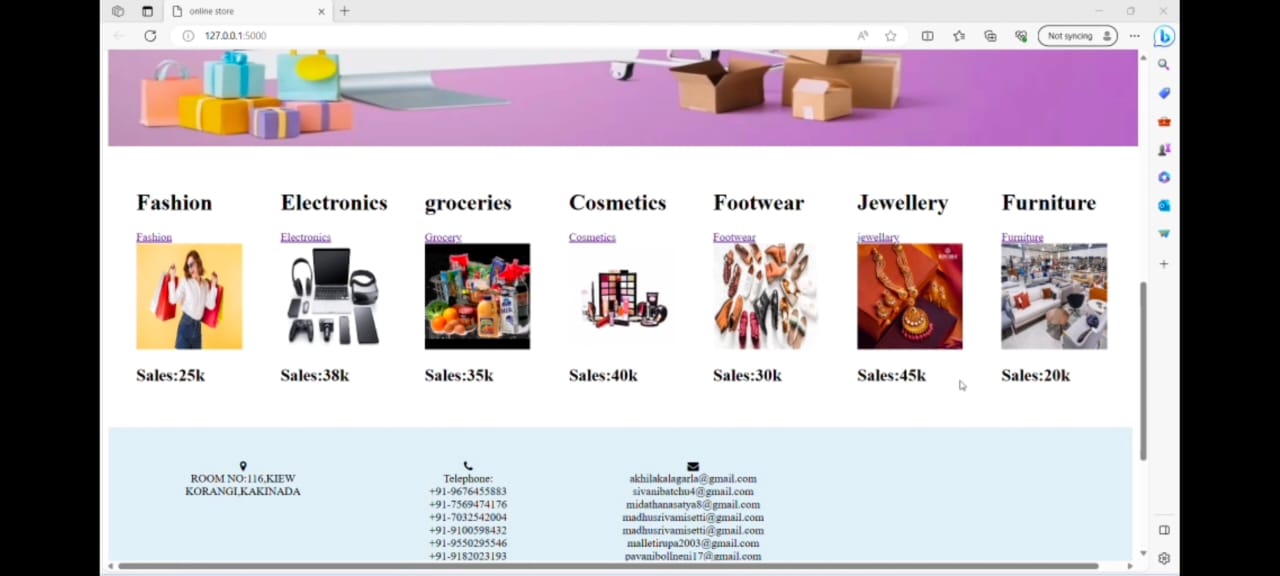 online store
127.0.0.1:5000
Not syncing
Fashion
Electronics
groceries
Cosmetics
Footwear
Jewellery
Furniture
Fashion
Electronics
Grocery
Cosmetics
Footwear
jewellary
Furniture
Sales:25k
Sales:38k
Sales:35k
Sales:40k
Sales:30k
Sales:45k
Sales:20k
ROOM NO:116,KIEW
KORANGI,KAKINADA
Telephone:
+91-9676455883
+91-7569474176
+91-7032542004
+91-9100598432
+91-9550295546
+91-9182023193
akhilakalagarla@gmail.com
sivanibatchu4@gmail.com
midathanasatya8@gmail.com
madhusrivamisetti@gmail.com
madhusrivamisetti@gmail.com
malletirupa2003@gmail.com
pavanibollneni17@gmail.com